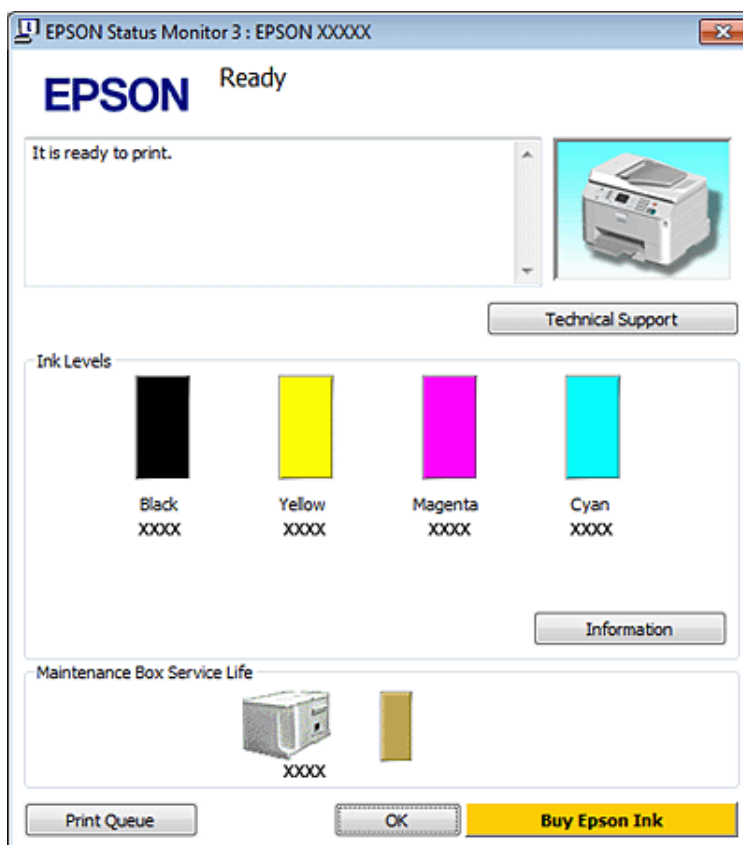 EPSON Status Monitor 3 : EPSON XXXXX
EPSON
Ready
It is ready to print.
Technical Support
Ink Levels
Black Yellow Magenta Cyan
XXXX XXXX XXXX XXXX
Information
Maintenance Box Service Life
XXXX
Print Queue OK Buy Epson Ink